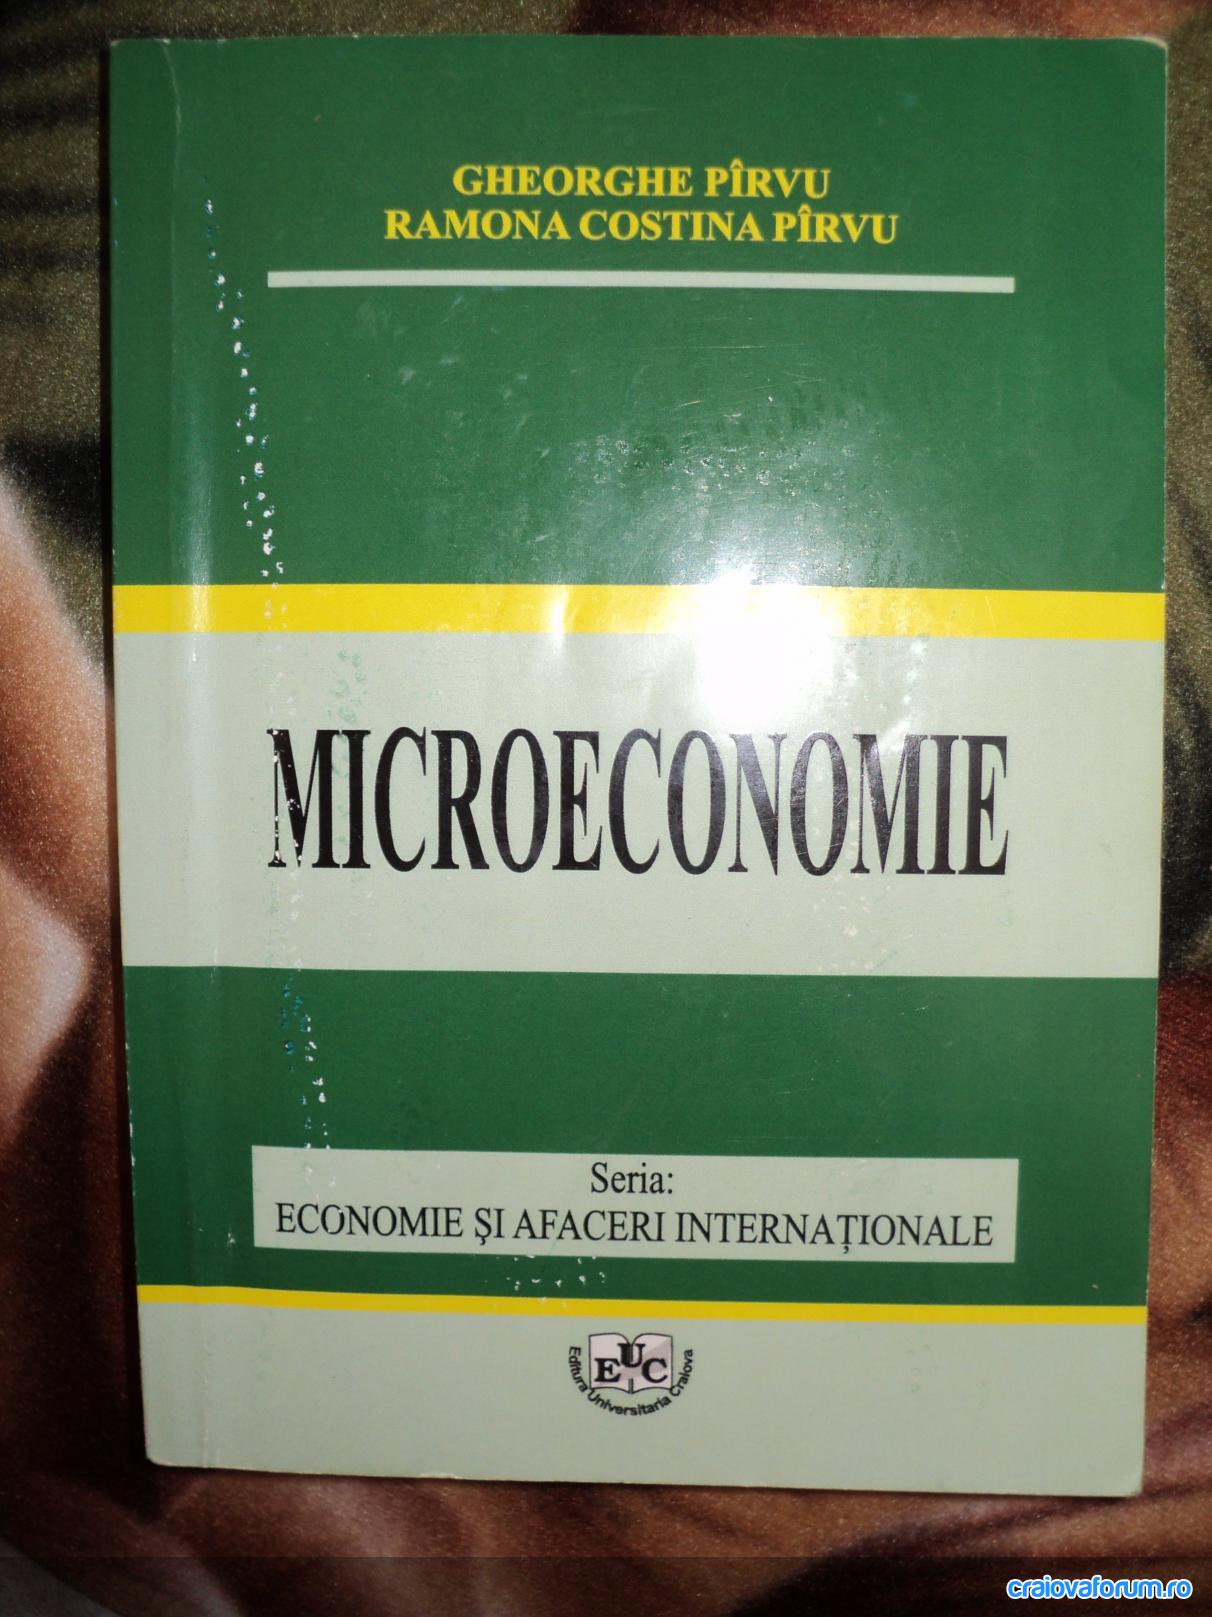 GHEORGHE PÎRVU
RAMONA COSTINA PÎRVU
MICROECONOMIE
Seria:
ECONOMIE ŞI AFACERI INTERNAŢIONALE
EUC
Editura Universitaria Craiova
craiovaforum.ro